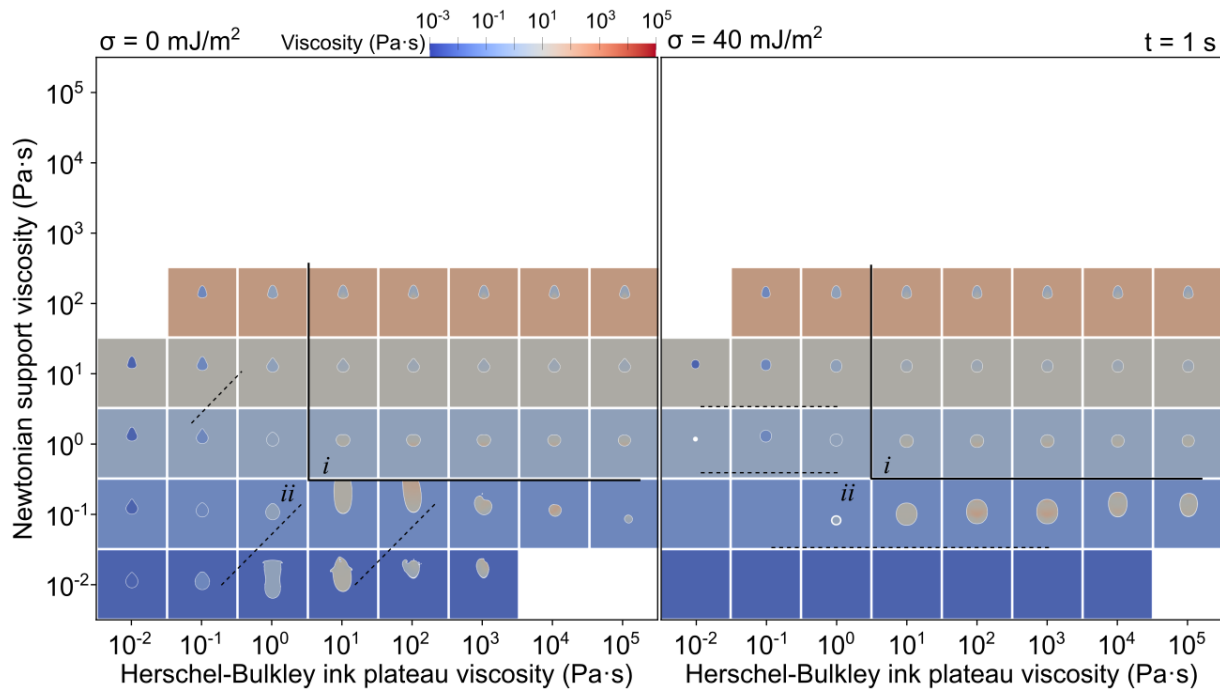 10⁻³ 10⁻¹ 10¹ 10³ 10⁵
σ = 0 mJ/m² Viscosity (Pa·s) σ = 40 mJ/m² t = 1 s
Newtonian support viscosity (Pa·s)
10⁵
10⁴
10³
10²
10¹
10⁰
i i
ii ii
10⁻¹
10⁻²
10⁻² 10⁻¹ 10⁰ 10¹ 10² 10³ 10⁴ 10⁵ 10⁻² 10⁻¹ 10⁰ 10¹ 10² 10³ 10⁴ 10⁵
Herschel-Bulkley ink plateau viscosity (Pa·s) Herschel-Bulkley ink plateau viscosity (Pa·s)